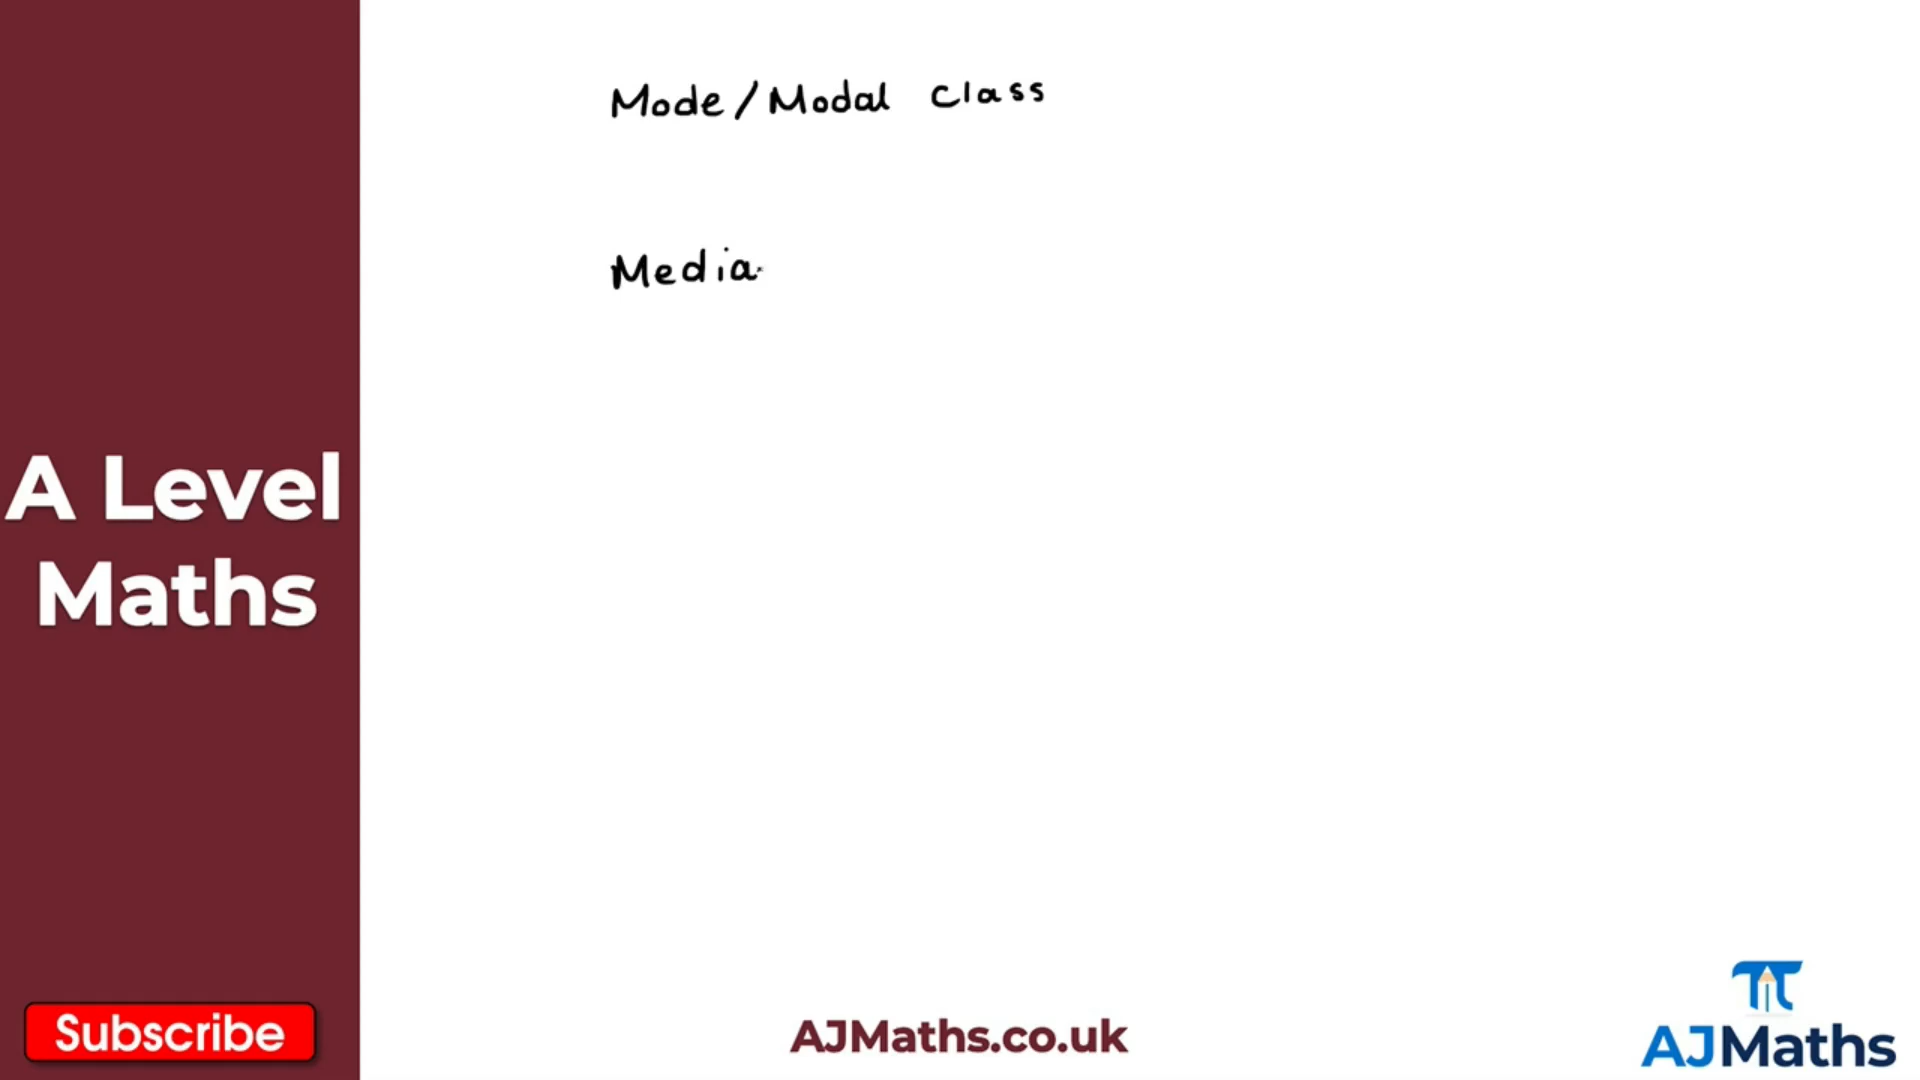 Mode/Modal class
Media
A Level
Maths
Subscribe
AJMaths.co.uk
AJMaths